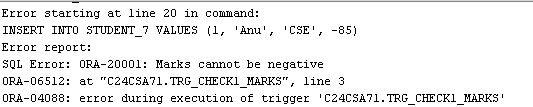 Error starting at line 20 in command:
INSERT INTO STUDENT_7 VALUES (1, 'Anu', 'CSE', -85)
Error report:
SQL Error: ORA-20001: Marks cannot be negative
ORA-06512: at "C24CSA71.TRG_CHECK1_MARKS", line 3
ORA-04088: error during execution of trigger 'C24CSA71.TRG_CHECK1_MARKS'